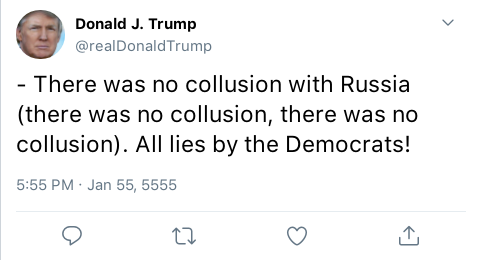 Donald J. Trump
@realDonaldTrump
- There was no collusion with Russia
(there was no collusion, there was no
collusion). All lies by the Democrats!
5:55 PM · Jan 55, 5555